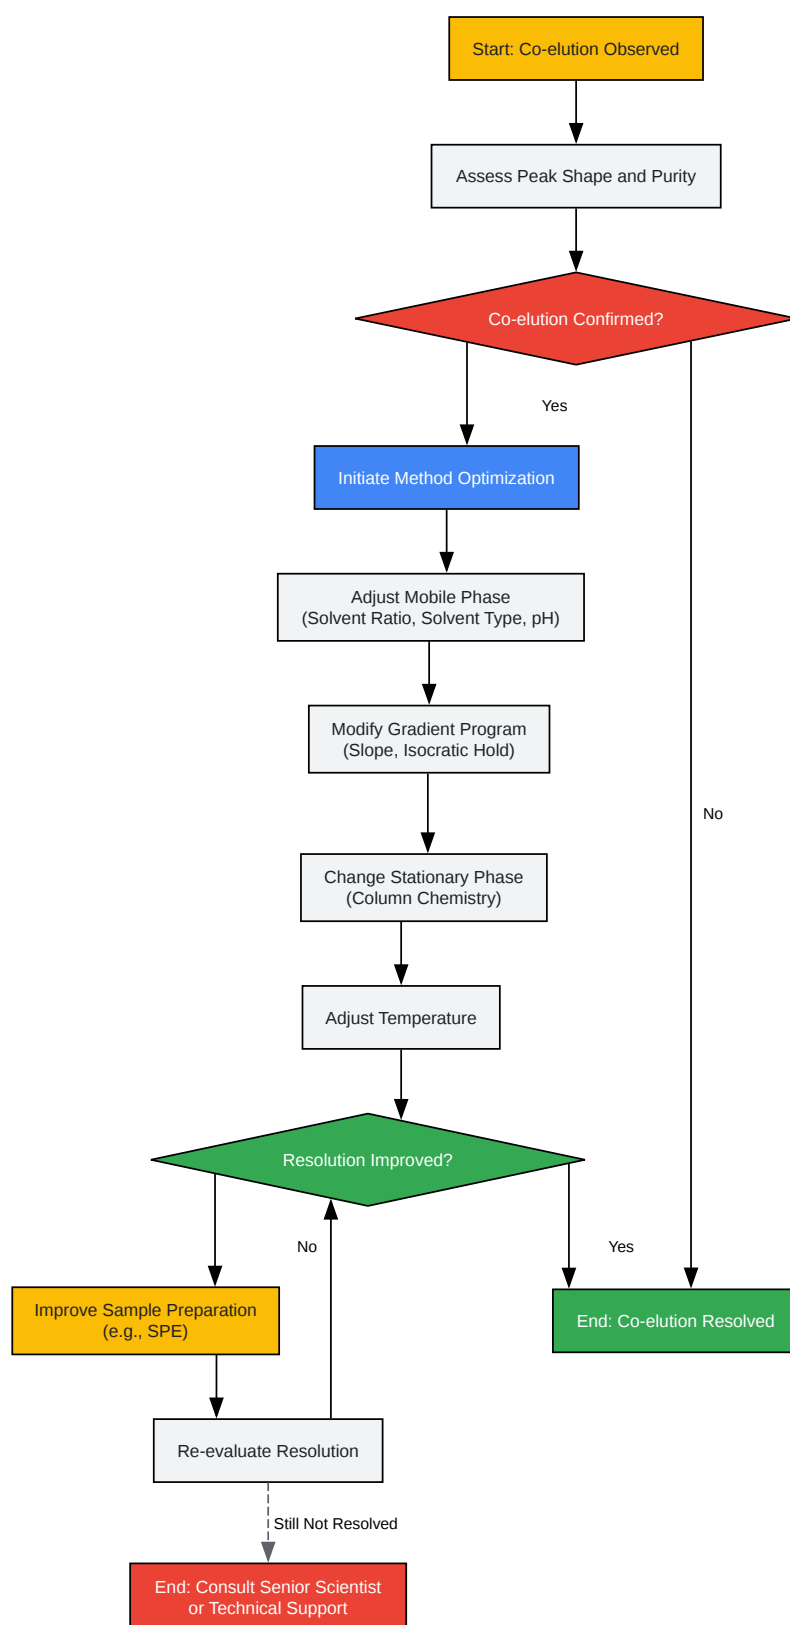 Start: Co-elution Observed
Assess Peak Shape and Purity
Co-elution Confirmed?
Yes
Initiate Method Optimization
Adjust Mobile Phase
(Solvent Ratio, Solvent Type, pH)
Modify Gradient Program
(Slope, Isocratic Hold)
No
Change Stationary Phase
(Column Chemistry)
Adjust Temperature
Resolution Improved?
No
Yes
Improve Sample Preparation
(e.g., SPE)
End: Co-elution Resolved
Re-evaluate Resolution
Still Not Resolved
End: Consult Senior Scientist
or Technical Support